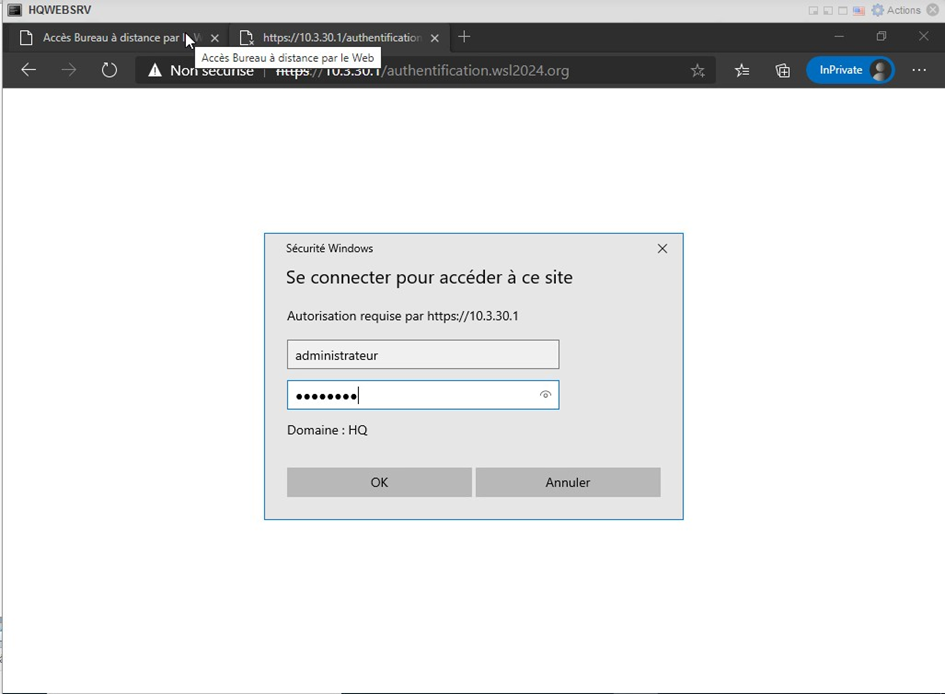 HQWEBSRV
Actions
Accès Bureau à distance par
https://10.3.30.1/authentification
Accès Bureau à distance par le Web
Non sécurisé | https://10.3.30.1/authentification.wsl2024.org
InPrivate
Sécurité Windows
Se connecter pour accéder à ce site
Autorisation requise par https://10.3.30.1
administrateur
••••••••
Domaine : HQ
OK
Annuler